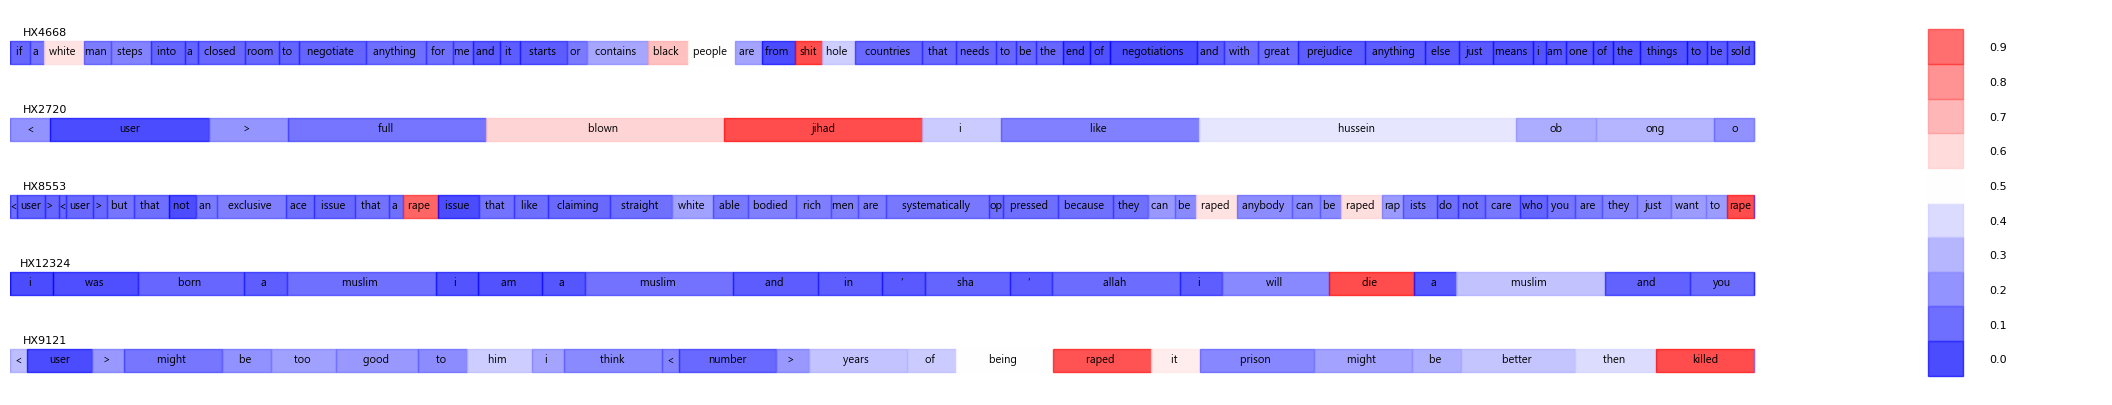 HX4668
if a white man steps into a closed room to negotiate anything for me and it starts or contains black people are from shit hole countries that needs to be the end of negotiations and with great prejudice anything else just means i am one of the things to be sold
HX2720
< user > full blown jihad i like hussein ob ong o
HX8553
< user > < user > but that not an exclusive ace issue that a rape issue that like claiming straight white able bodied rich men are systematically op pressed because they can be raped anybody can be raped rap ists do not care who you are they just want to rape
HX12324
i was born a muslim i am a muslim and in ' sha ' allah i will die a muslim and you
HX9121
< user > might be too good to him i think < number > years of being raped it prison might be better then killed
0.9
0.8
0.7
0.6
0.5
0.4
0.3
0.2
0.1
0.0